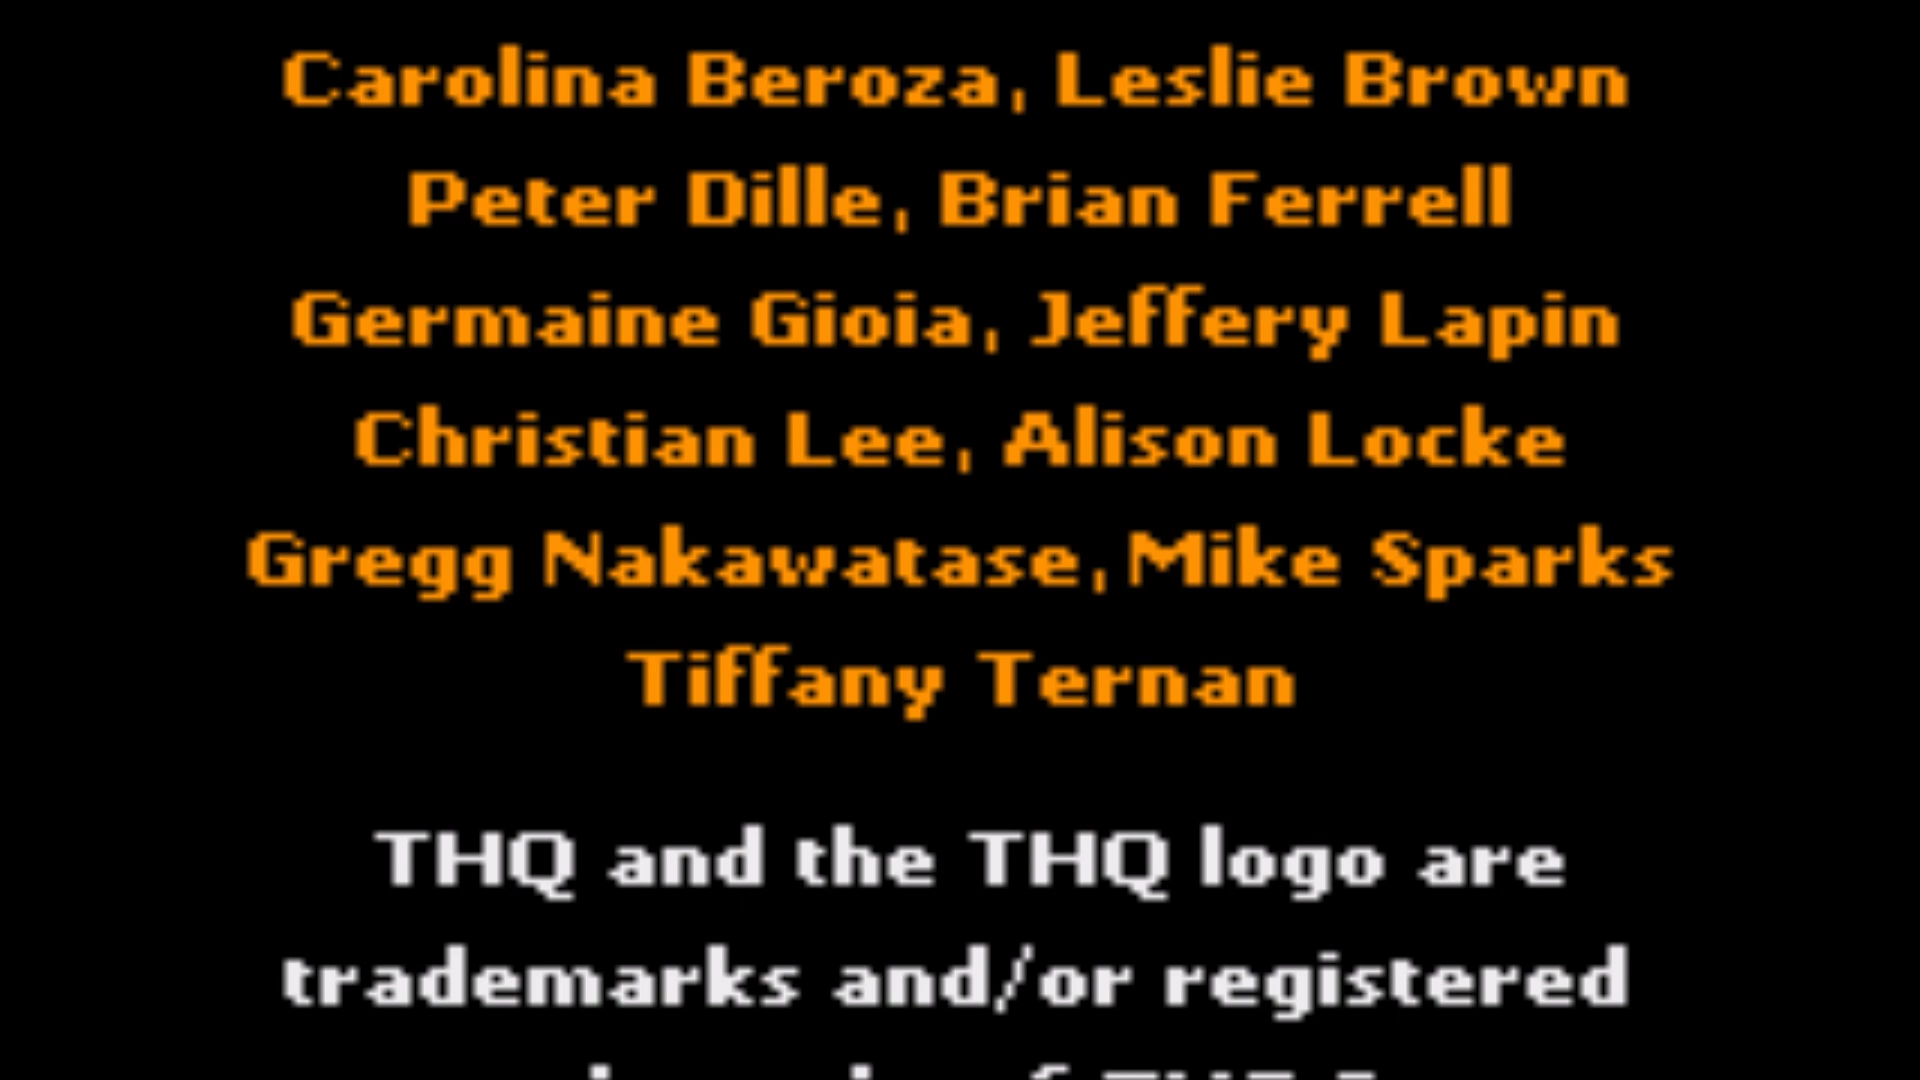 Carolina Beroza, Leslie Brown
Peter Dille, Brian Ferrell
Germaine Gioia, Jeffery Lapin
Christian Lee, Alison Locke
Gregg Nakawatase, Mike Sparks
Tiffany Ternan
THQ and the THQ logo are
trademarks and/or registered